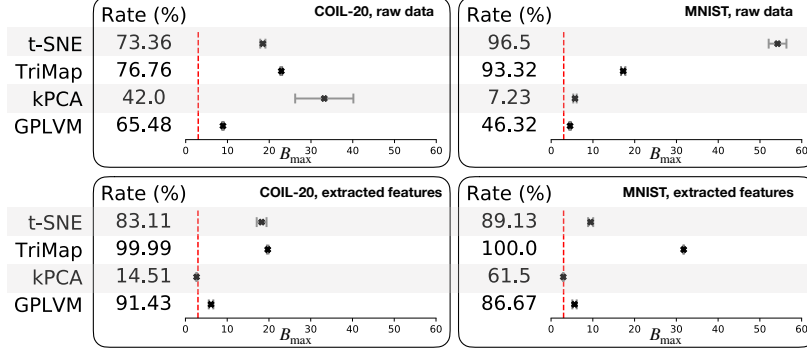 Rate (%) COIL-20, raw data Rate (%) MNIST, raw data
t-SNE 73.36 96.5
TriMap 76.76 93.32
kPCA 42.0 7.23
GPLVM 65.48 46.32
0 10 20 30 40 50 60 0 10 20 30 40 50 60
Bmax Bmax
Rate (%) COIL-20, extracted features Rate (%) MNIST, extracted features
t-SNE 83.11 89.13
TriMap 99.99 100.0
kPCA 14.51 61.5
GPLVM 91.43 86.67
0 10 20 30 40 50 60 0 10 20 30 40 50 60
Bmax Bmax